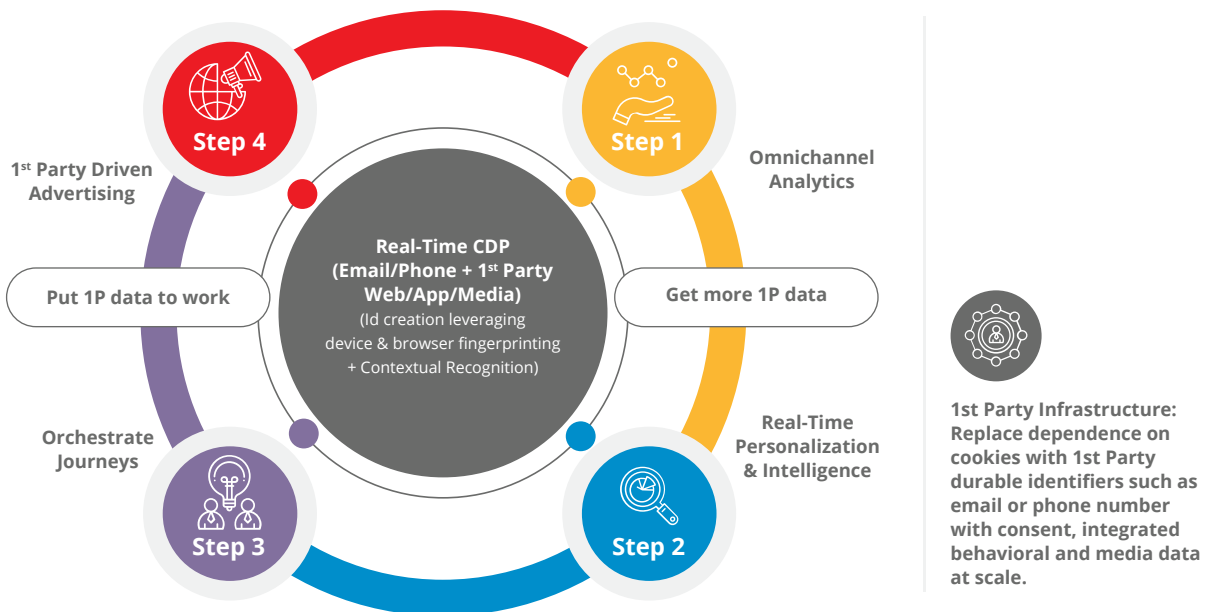 Step 4
Step 1
1st Party Driven
Advertising
Omnichannel
Analytics
Real-Time CDP
(Email/Phone + 1st Party
Web/App/Media)
(Id creation leveraging
device & browser fingerprinting
+ Contextual Recognition)
Put 1P data to work
Get more 1P data
Orchestrate
Journeys
Real-Time
Personalization
& Intelligence
Step 3
Step 2
1st Party Infrastructure:
Replace dependence on
cookies with 1st Party
durable identifiers such as
email or phone number
with consent, integrated
behavioral and media data
at scale.